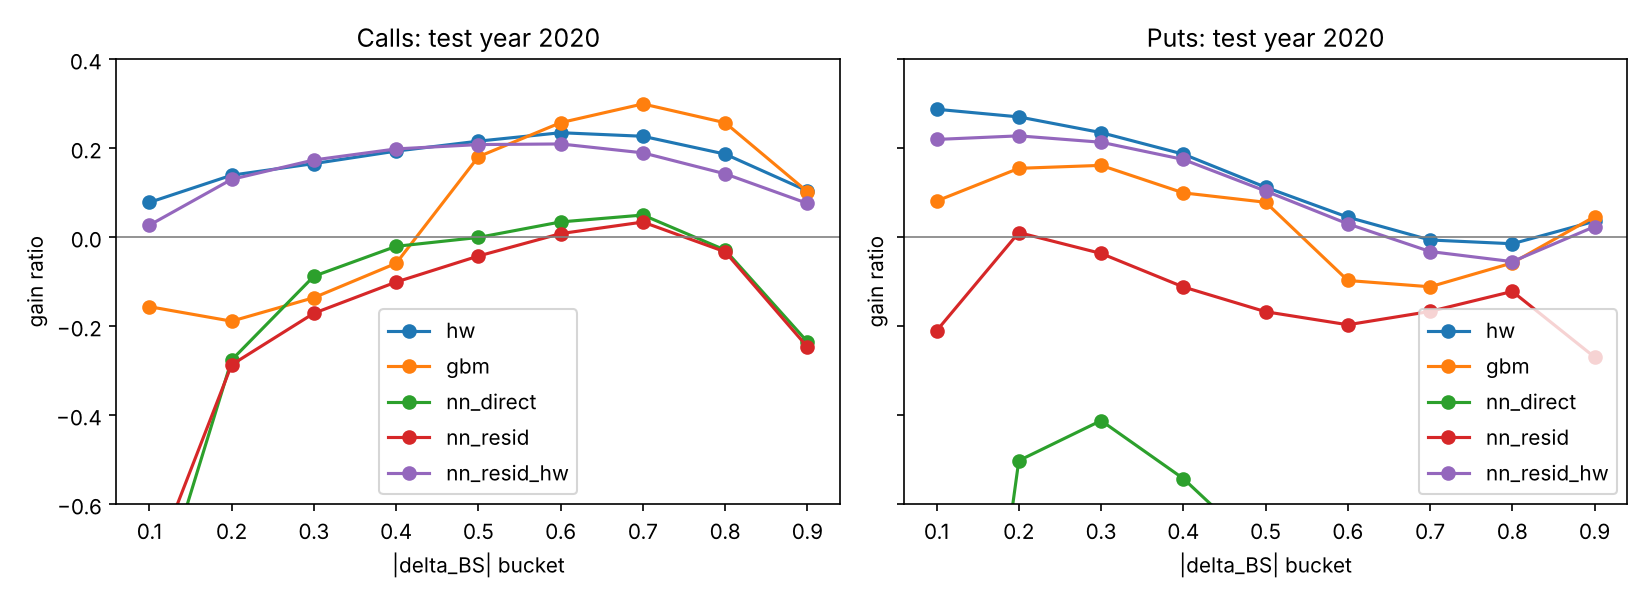 Calls: test year 2020
gain ratio
0.4
0.2
0.0
−0.2
−0.4
−0.6
hw
gbm
nn_direct
nn_resid
nn_resid_hw
0.1 0.2 0.3 0.4 0.5 0.6 0.7 0.8 0.9
|delta_BS| bucket
Puts: test year 2020
gain ratio
hw
gbm
nn_direct
nn_resid
nn_resid_hw
0.1 0.2 0.3 0.4 0.5 0.6 0.7 0.8 0.9
|delta_BS| bucket